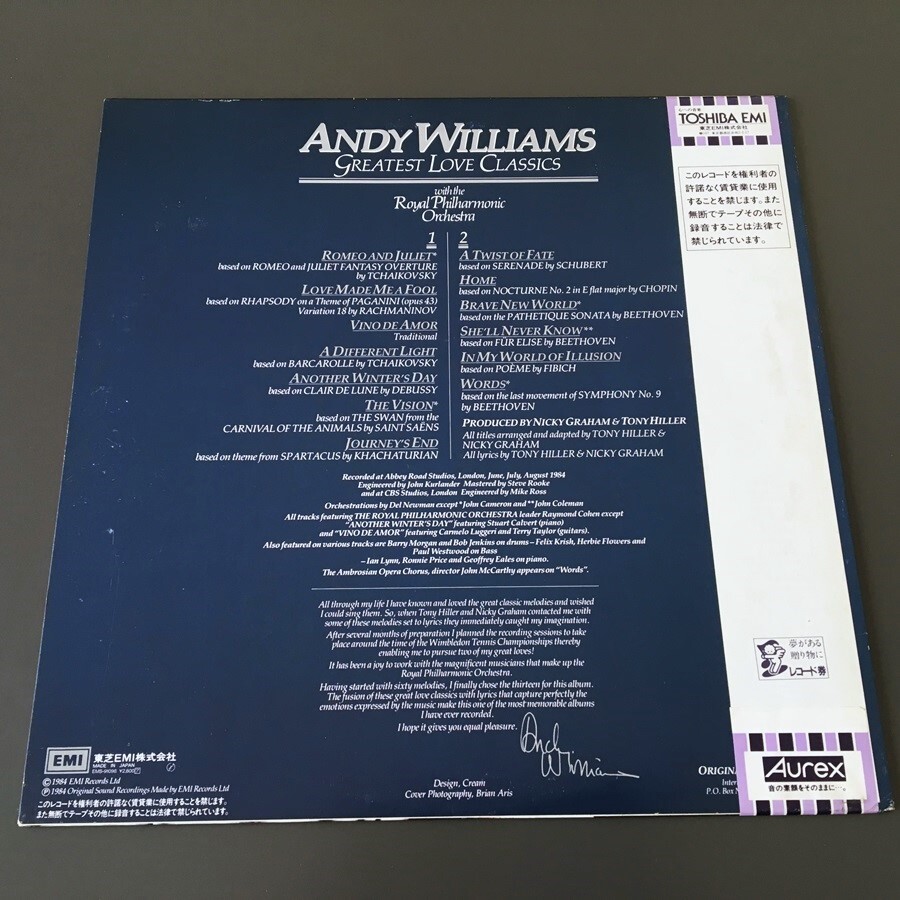 ANDY WILLIAMS
GREATEST LOVE CLASSICS
with the
Royal Philharmonic
Orchestra
1
ROMEO AND JULIET*
based on ROMEO and JULIET FANTASY OVERTURE
by TCHAIKOVSKY
LOVE MADE ME A FOOL
based on RHAPSODY on a Theme of PAGANINI (opus 43)
Variation 18 by RACHMANINOV
VINO DE AMOR
Traditional
A DIFFERENT LIGHT
based on BARCAROLLE by TCHAIKOVSKY
ANOTHER WINTER'S DAY
based on CLAIR DE LUNE by DEBUSSY
THE VISION*
based on THE SWAN from the
CARNIVAL OF THE ANIMALS by SAINT SAËNS
JOURNEY'S END
based on theme from SPARTACUS by KHACHATURIAN
2
A TWIST OF FATE
based on SERENADE by SCHUBERT
HOME
based on NOCTURNE No. 2 in E flat major by CHOPIN
BRAVE NEW WORLD*
based on the PATHETIQUE SONATA by BEETHOVEN
SHE'LL NEVER KNOW**
based on FÜR ELISE by BEETHOVEN
IN MY WORLD OF ILLUSION
based on POÈME by FIBICH
WORDS*
based on the last movement of SYMPHONY No. 9
by BEETHOVEN
PRODUCED BY NICKY GRAHAM & TONY HILLER
All titles arranged and adapted by TONY HILLER &
NICKY GRAHAM
All lyrics by TONY HILLER & NICKY GRAHAM
Recorded at Abbey Road Studios, London, June, July, August 1984
Engineered by John Kurlander Mastered by Steve Rooke
and at CBS Studios, London Engineered by Mike Ross
Orchestrations by Del Newman except *John Cameron and **John Coleman
All tracks featuring THE ROYAL PHILHARMONIC ORCHESTRA leader Raymond Cohen except
"ANOTHER WINTER'S DAY" featuring Stuart Calvert (piano)
and "VINO DE AMOR" featuring Carmelo Luggeri and Terry Taylor (guitars).
Also featured on various tracks are Barry Morgan and Bob Jenkins on drums – Felix Krish, Herbie Flowers and
Paul Westwood on Bass
– Ian Lynn, Ronnie Price and Geoffrey Eales on piano.
The Ambrosian Opera Chorus, director John McCarthy appears on "Words".
All through my life I have known and loved the great classic melodies and wished
I could sing them. So, when Tony Hiller and Nicky Graham contacted me with
some of these melodies set to lyrics they immediately caught my imagination.
After several months of preparation I planned the recording sessions to take
place around the time of the Wimbledon Tennis Championships thereby
enabling me to pursue two of my great loves!
It has been a joy to work with the magnificent musicians that make up the
Royal Philharmonic Orchestra.
Having started with sixty melodies, I finally chose the thirteen for this album.
The fusion of these great love classics with lyrics that capture perfectly the
emotions expressed by the music make this one of the most memorable albums
I have ever recorded.
I hope it gives you equal pleasure.
Andy Williams
EMI 東芝EMI株式会社
MADE IN JAPAN
EMS-91096 ¥2,800
© 1984 EMI Records Ltd
Ⓟ 1984 Original Sound Recordings Made by EMI Records Ltd
このレコードを権利者の許諾なく賃貸業に使用することを禁じます。
また無断でテープその他に録音することは法律で禁じられています。
Design, Cream
Cover Photography, Brian Aris
ORIGINA
Inter
P.O. Box N
TOSHIBA EMI
東芝EMI株式会社
このレコードを権利者の
許諾なく賃貸業に使用
することを禁じます。また
無断でテープその他に
録音することは法律で
禁じられています。
夢がある
贈り物に
レコード券
Aurex
音の素顔をそのままに—。